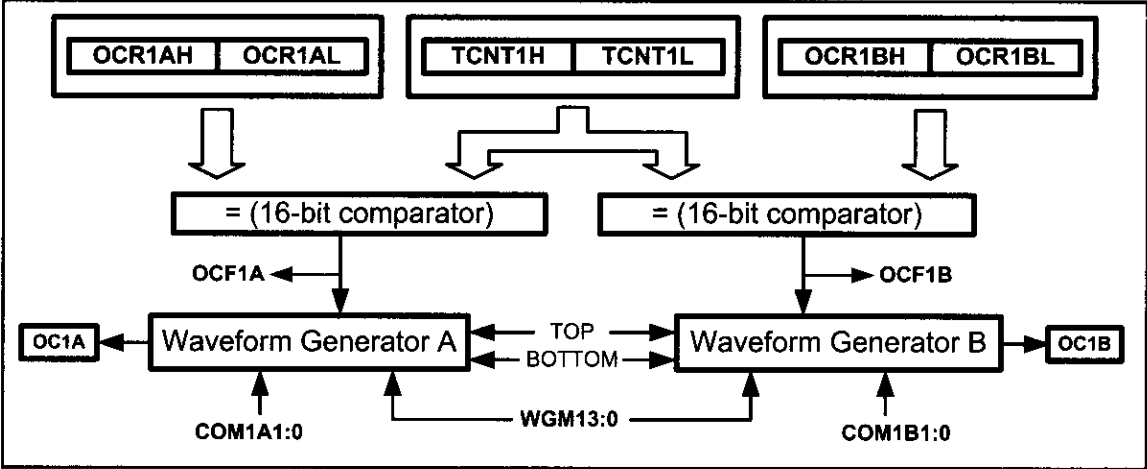 OCR1AH OCR1AL TCNT1H TCNT1L OCR1BH OCR1BL
= (16-bit comparator) = (16-bit comparator)
OCF1A OCF1B
OC1A Waveform Generator A TOP Waveform Generator B OC1B
BOTTOM
WGM13:0
COM1A1:0 COM1B1:0